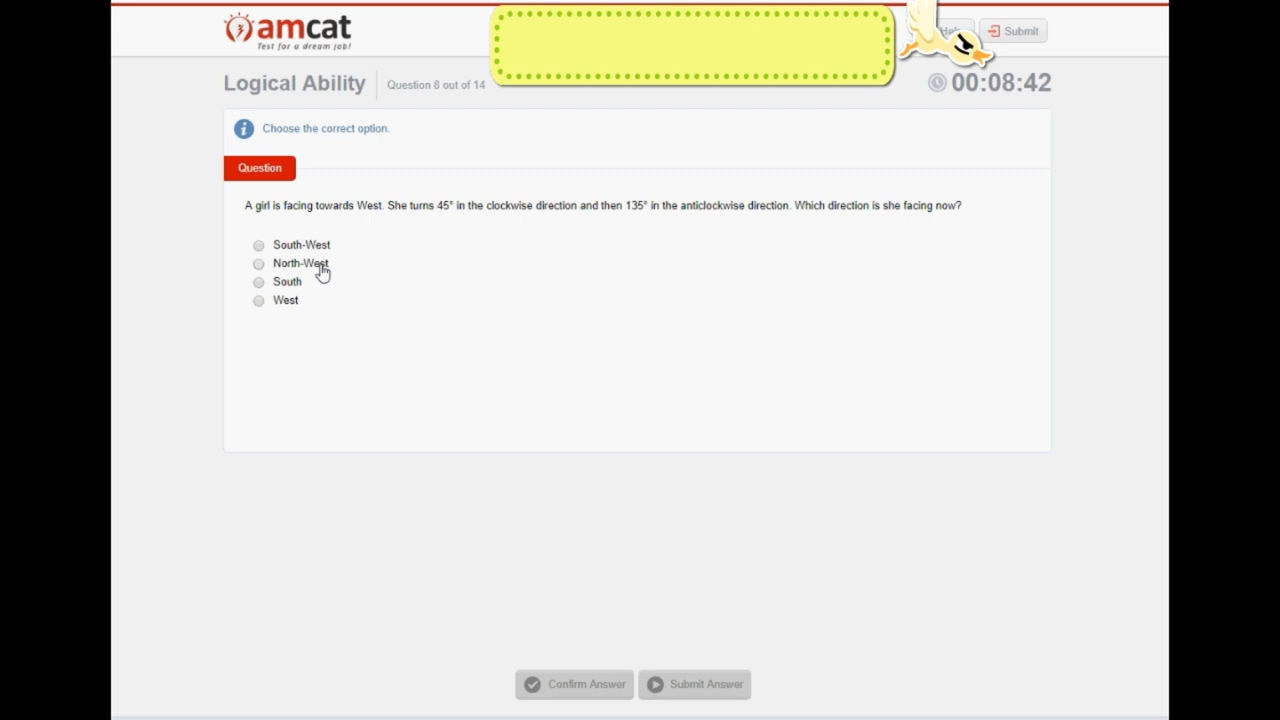 amcat
Test for a dream job!
Help
Submit
Logical Ability
Question 8 out of 14
00:08:42
Choose the correct option.
Question
A girl is facing towards West. She turns 45° in the clockwise direction and then 135° in the anticlockwise direction. Which direction is she facing now?
South-West
North-West
South
West
Confirm Answer
Submit Answer